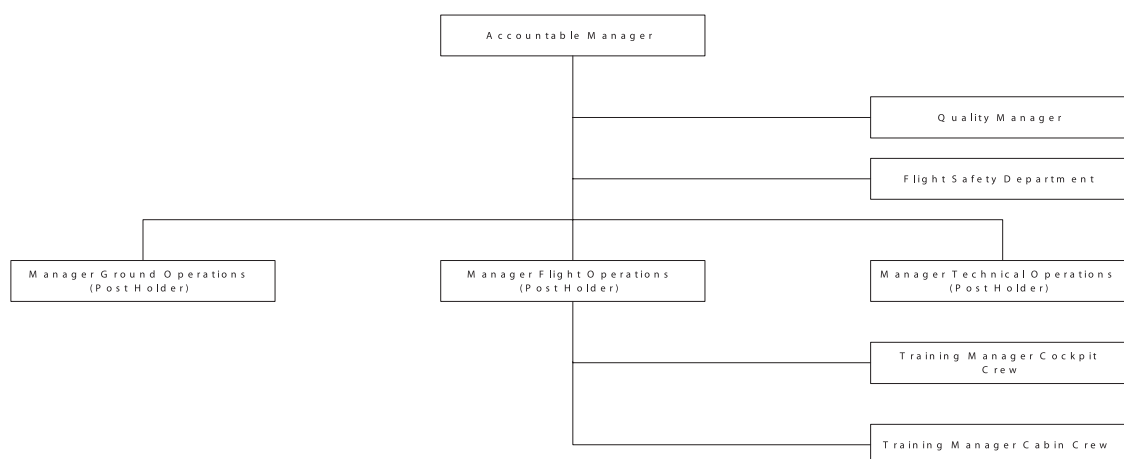 Accountable Manager
Quality Manager
Flight Safety Department
Manager Ground Operations
(Post Holder)
Manager Flight Operations
(Post Holder)
Manager Technical Operations
(Post Holder)
Training Manager Cockpit
Crew
Training Manager Cabin Crew